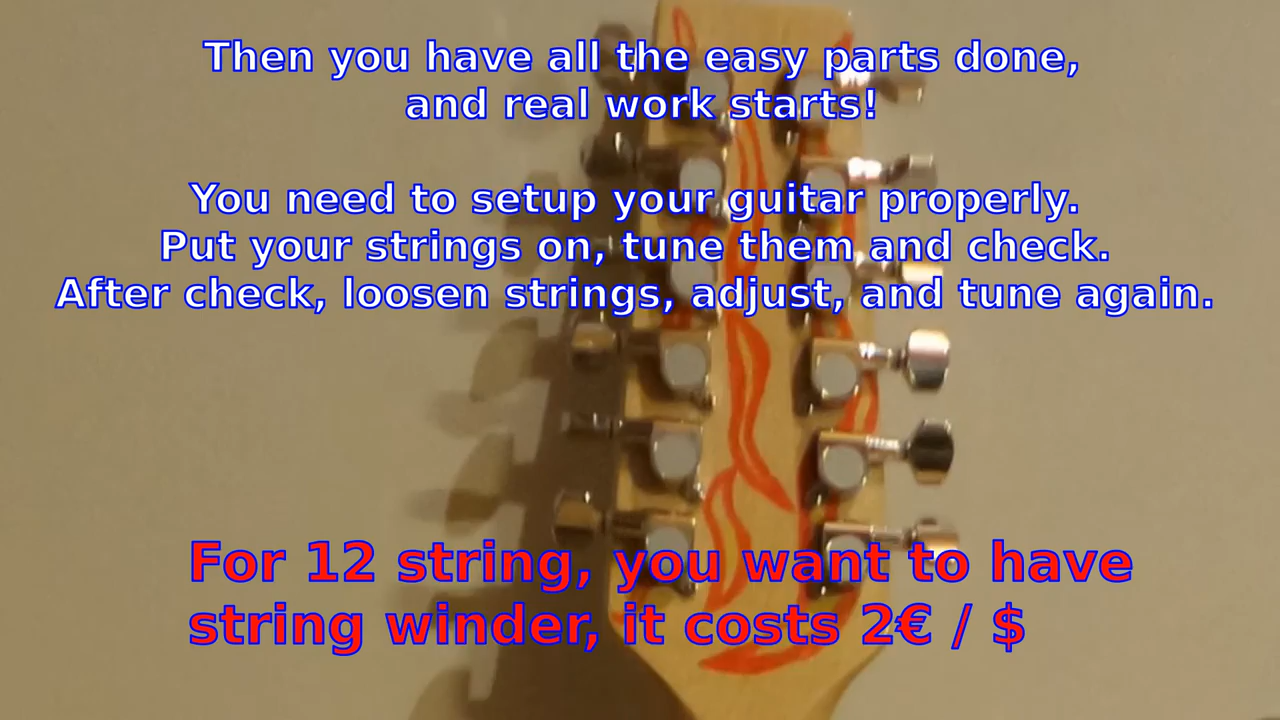 Then you have all the easy parts done,
and real work starts!
You need to setup your guitar properly.
Put your strings on, tune them and check.
After check, loosen strings, adjust, and tune again.
For 12 string, you want to have
string winder, it costs 2€ / $